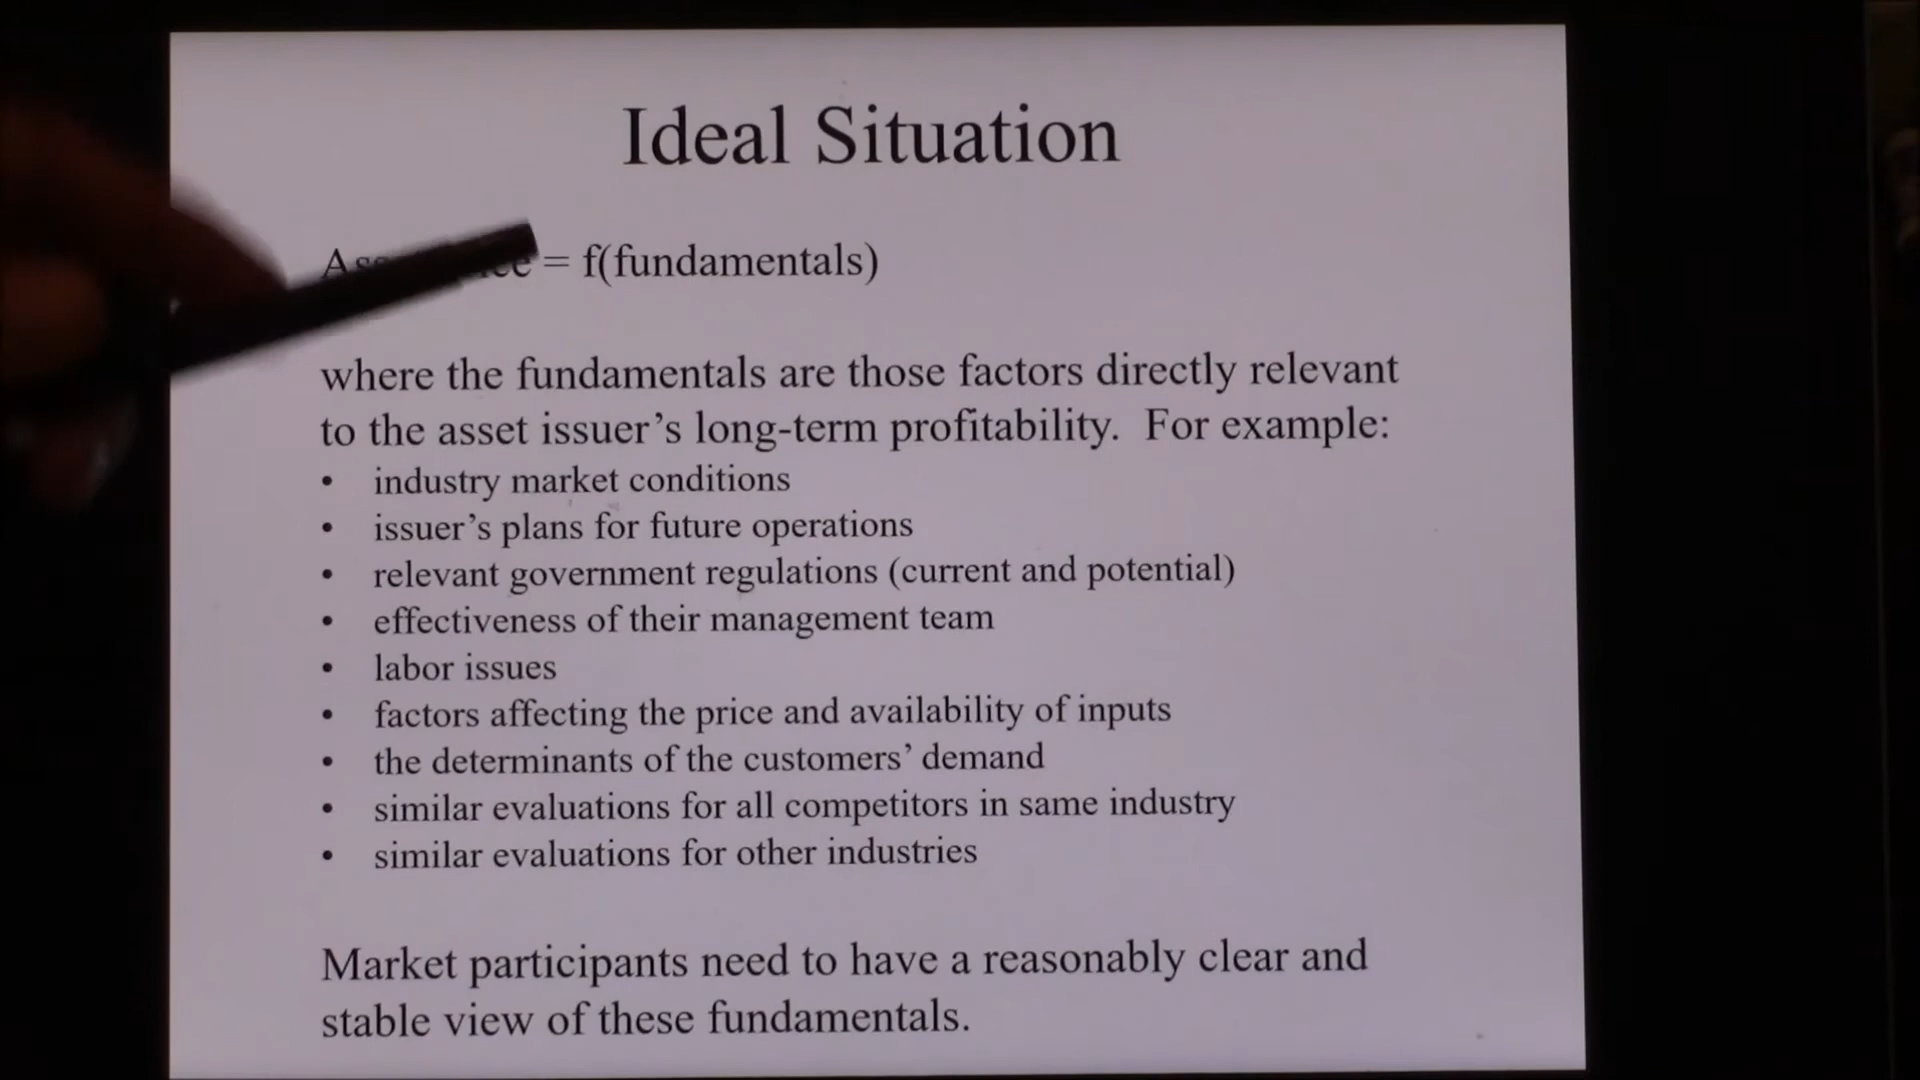 Ideal Situation
= f(fundamentals)
where the fundamentals are those factors directly relevant
to the asset issuer’s long-term profitability.  For example:
• industry market conditions
• issuer’s plans for future operations
• relevant government regulations (current and potential)
• effectiveness of their management team
• labor issues
• factors affecting the price and availability of inputs
• the determinants of the customers’ demand
• similar evaluations for all competitors in same industry
• similar evaluations for other industries
Market participants need to have a reasonably clear and
stable view of these fundamentals.